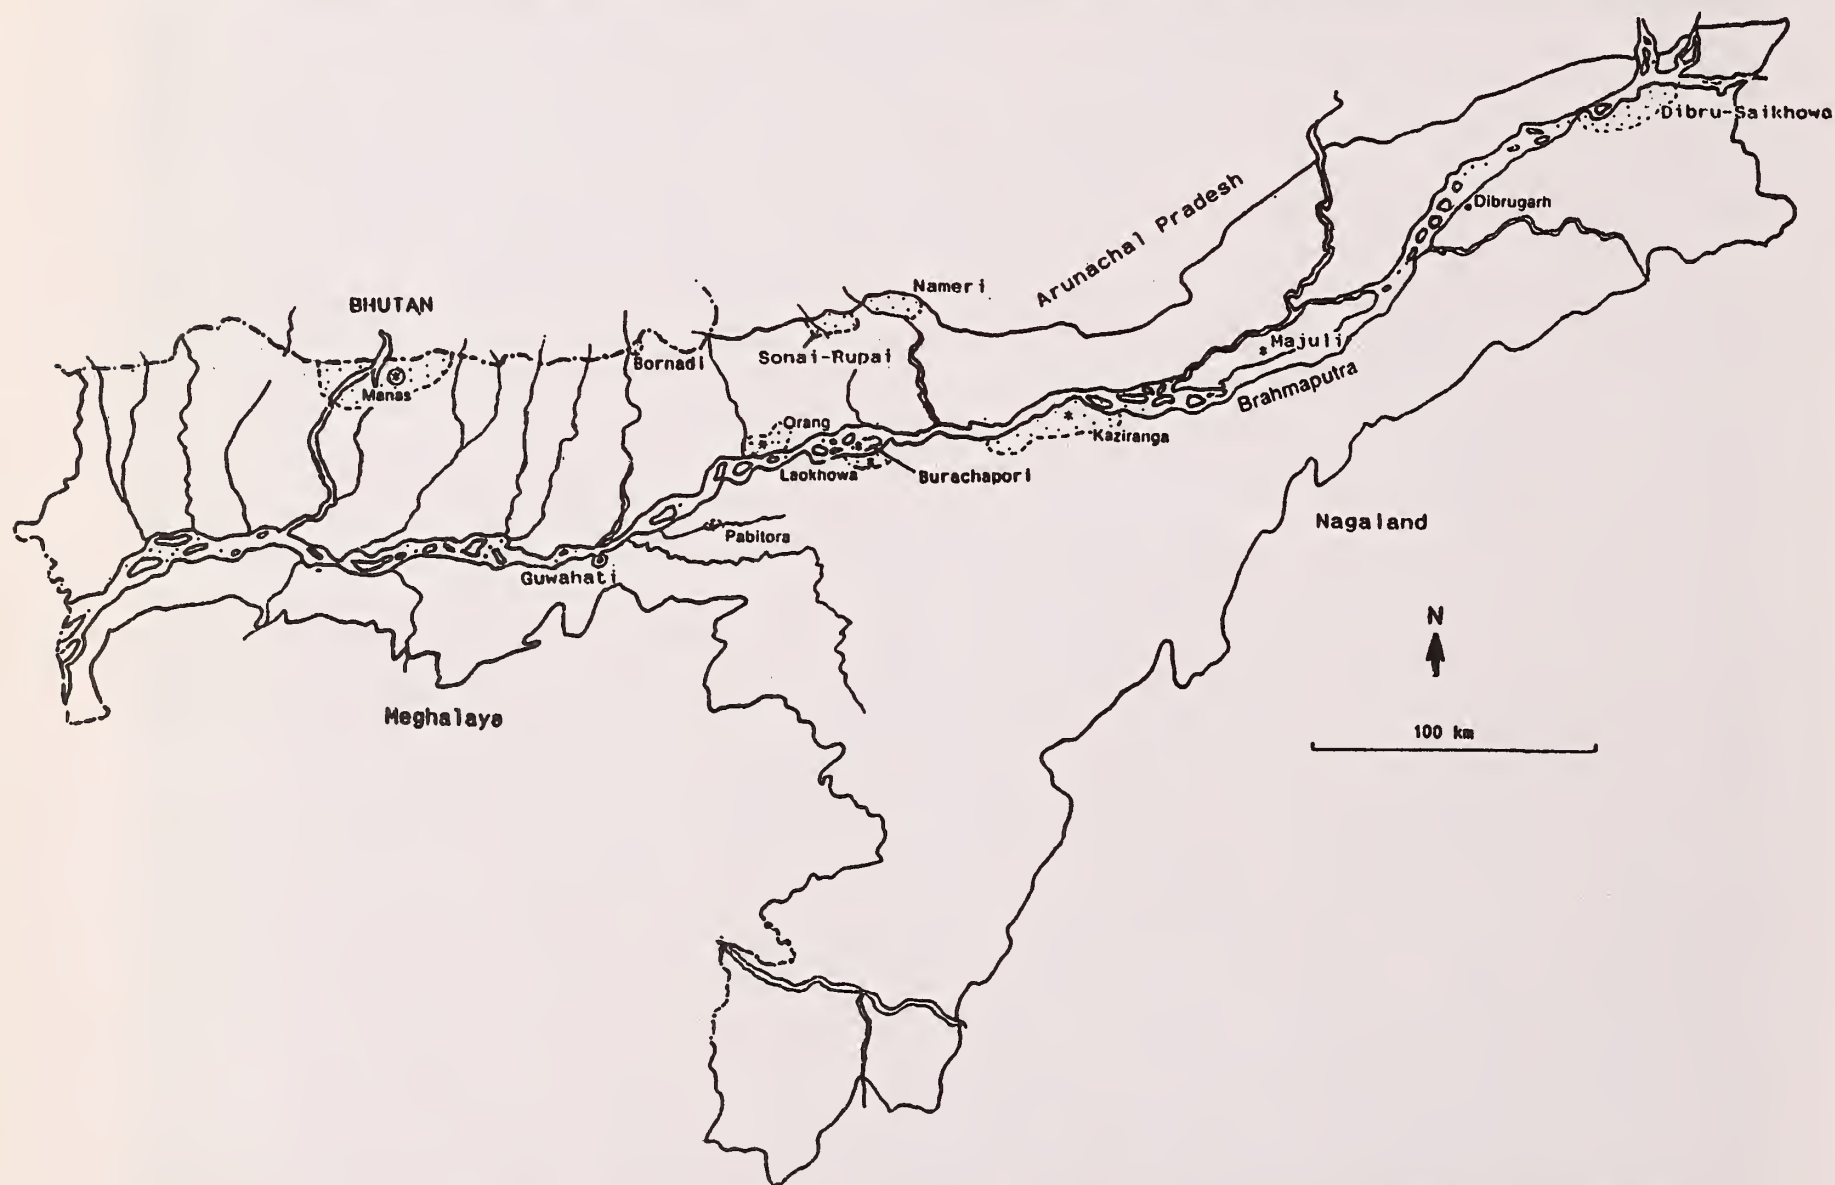 Dibru-Saikhowa
Arunachal Pradesh
Dibrugarh
Nameri
BHUTAN
Majuli
Sonai-Rupai
Bornadi
Brahmaputra
Manas
Orang
Kaziranga
Laokhowa
Burachapori
Nagaland
Pabitora
Guwahati
N
Meghalaya
100 km